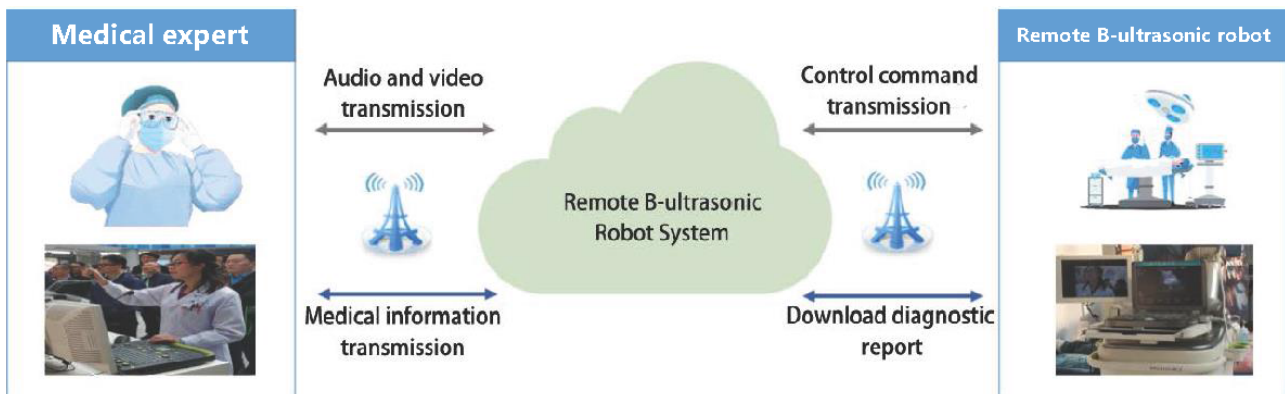 Medical expert
Remote B-ultrasonic robot
Audio and video
transmission
Control command
transmission
Remote B-ultrasonic
Robot System
Medical information
transmission
Download diagnostic
report